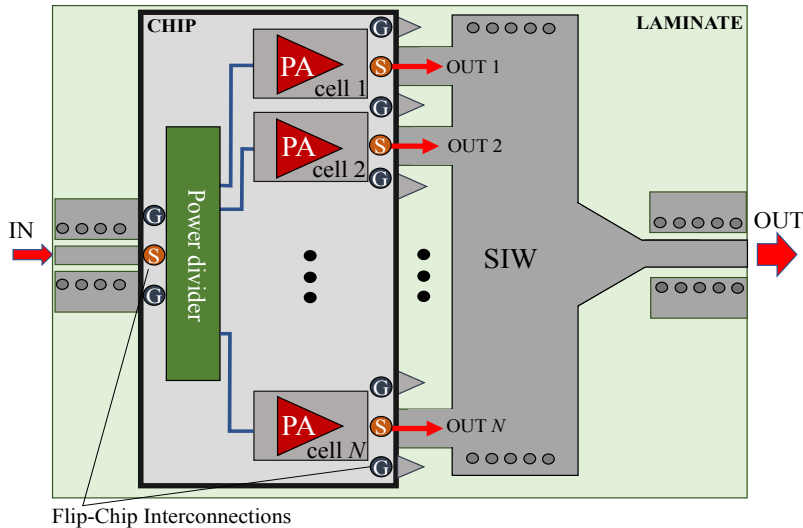 CHIP
LAMINATE
G
PA
cell 1
S
OUT 1
G
PA
cell 2
S
OUT 2
G
Power divider
G
IN
S
G
SIW
OUT
G
PA
cell N
S
OUT N
G
Flip-Chip Interconnections